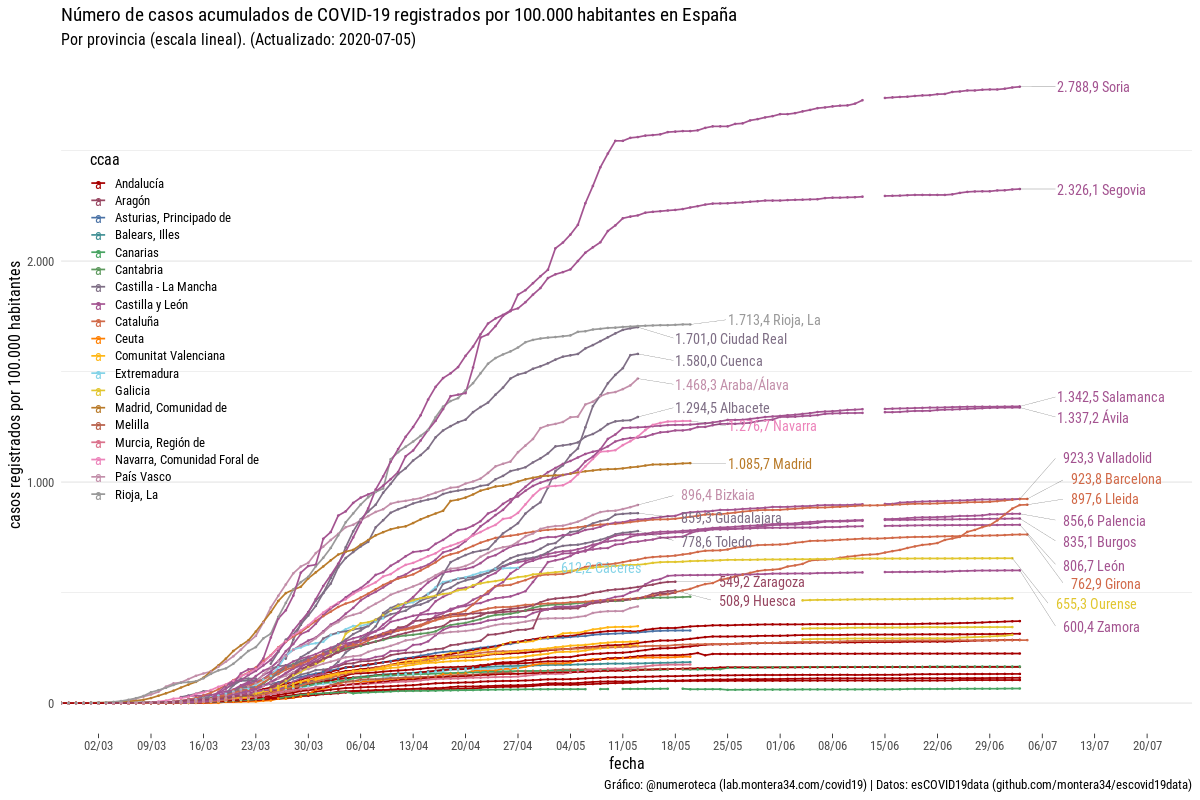 Número de casos acumulados de COVID-19 registrados por 100.000 habitantes en España
Por provincia (escala lineal). (Actualizado: 2020-07-05)
casos registrados por 100.000 habitantes
2.000
1.000
0
ccaa
Andalucía
Aragón
Asturias, Principado de
Balears, Illes
Canarias
Cantabria
Castilla - La Mancha
Castilla y León
Cataluña
Ceuta
Comunitat Valenciana
Extremadura
Galicia
Madrid, Comunidad de
Melilla
Murcia, Región de
Navarra, Comunidad Foral de
País Vasco
Rioja, La
2.788,9 Soria
2.326,1 Segovia
1.713,4 Rioja, La
1.701,0 Ciudad Real
1.580,0 Cuenca
1.468,3 Araba/Álava
1.342,5 Salamanca
1.294,5 Albacete
1.337,2 Ávila
1.276,7 Navarra
1.085,7 Madrid
923,3 Valladolid
923,8 Barcelona
896,4 Bizkaia
897,6 Lleida
859,3 Guadalajara
856,6 Palencia
778,6 Toledo
835,1 Burgos
612,2 Cáceres
806,7 León
549,2 Zaragoza
762,9 Girona
508,9 Huesca
655,3 Ourense
600,4 Zamora
02/03 09/03 16/03 23/03 30/03 06/04 13/04 20/04 27/04 04/05 11/05 18/05 25/05 01/06 08/06 15/06 22/06 29/06 06/07 13/07 20/07
fecha
Gráfico: @numeroteca (lab.montera34.com/covid19) | Datos: esCOVID19data (github.com/montera34/escovid19data)